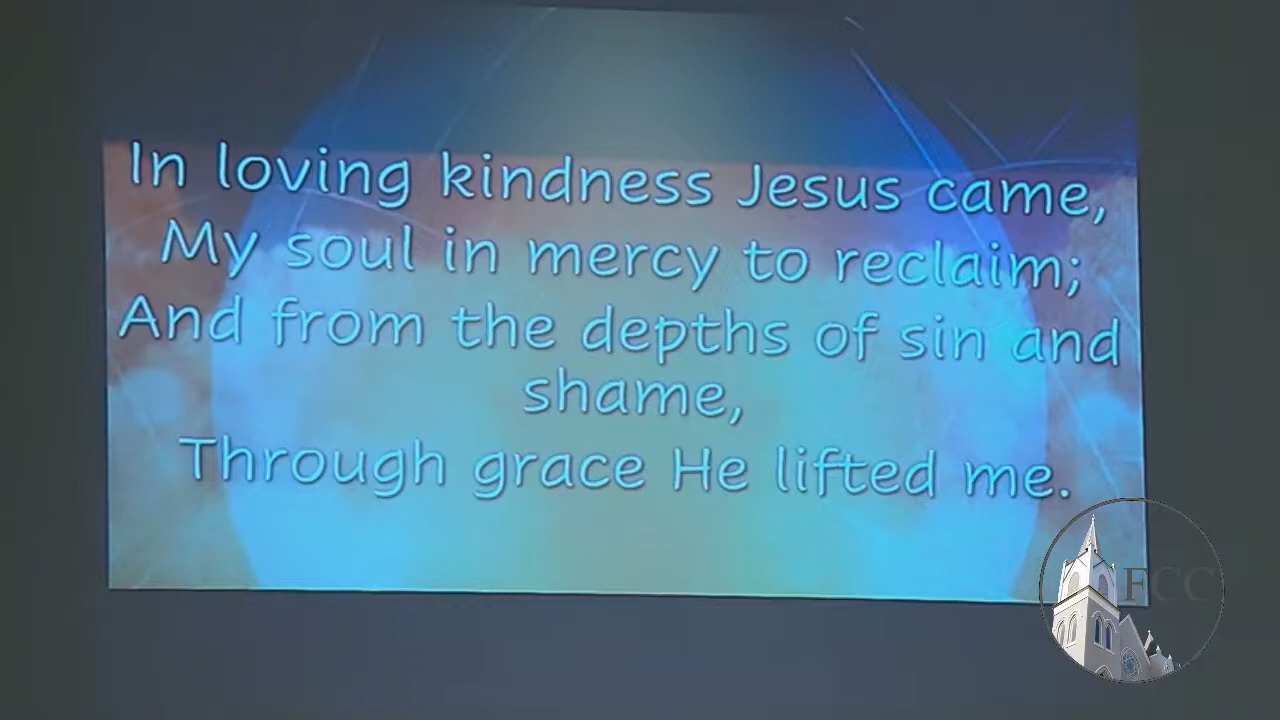 In loving kindness Jesus came,
My soul in mercy to reclaim;
And from the depths of sin and
shame,
Through grace He lifted me.
FCC